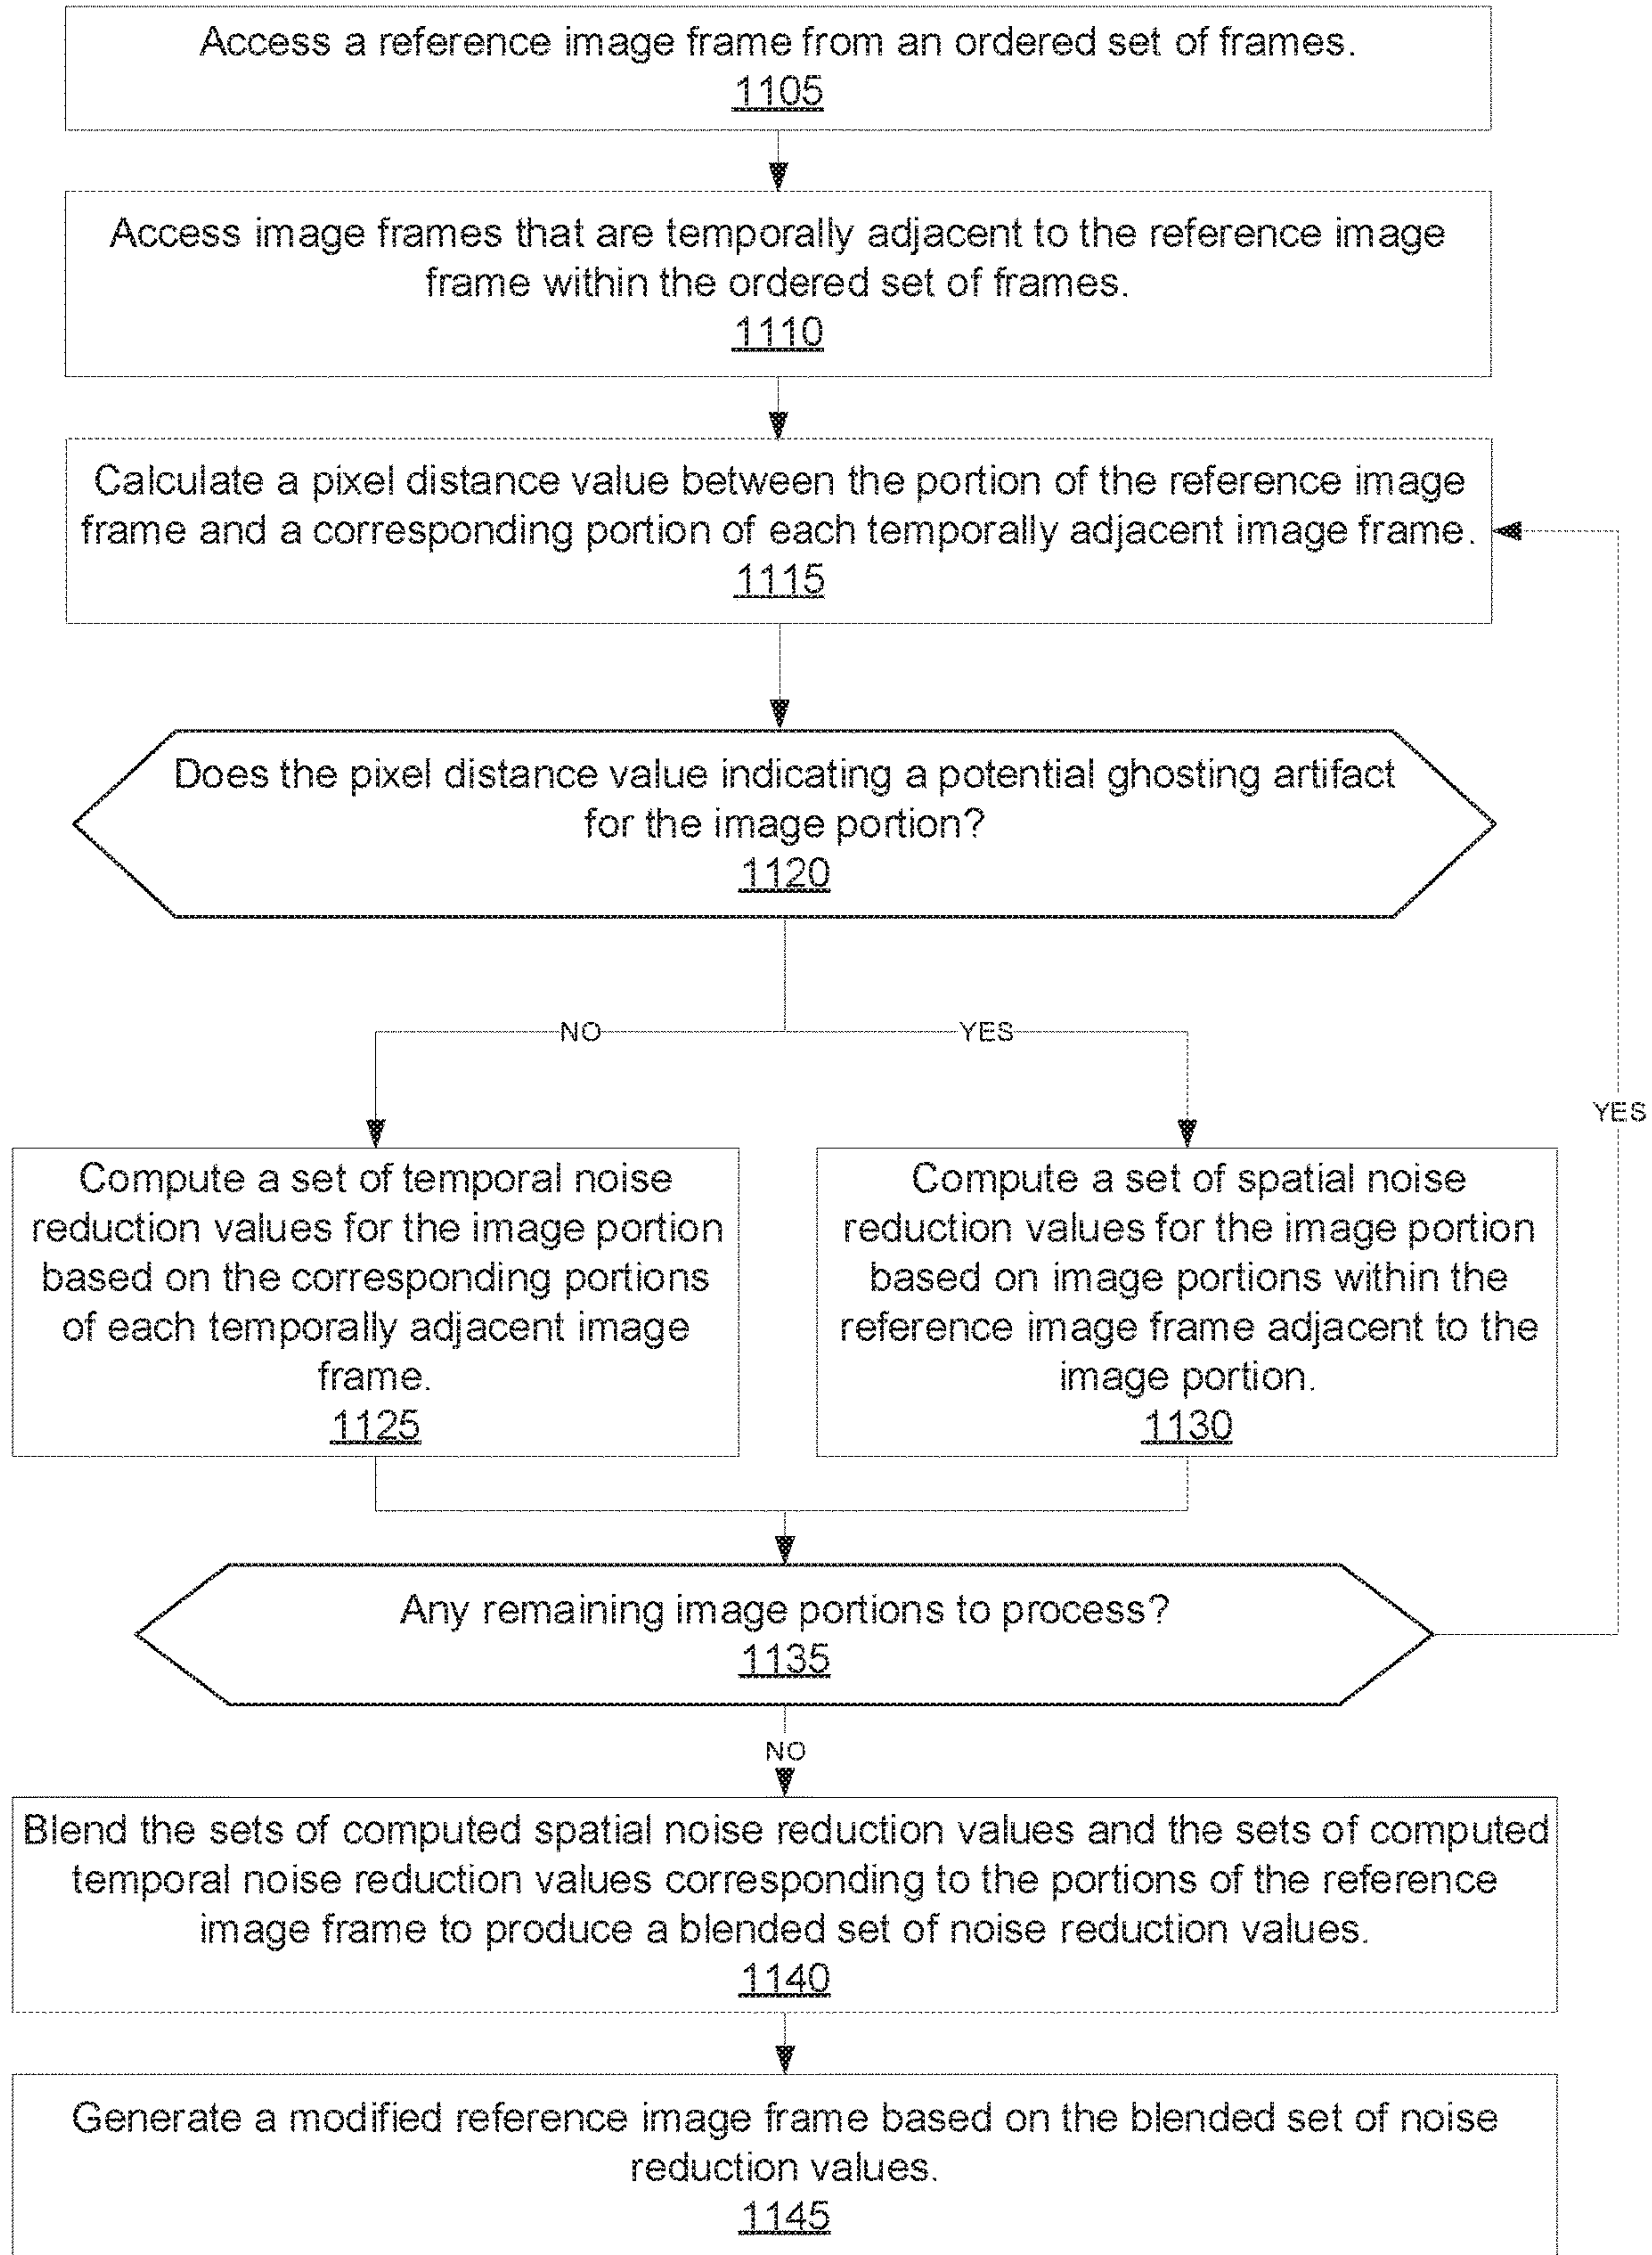 Access a reference image frame from an ordered set of frames.
1105
Access image frames that are temporally adjacent to the reference image
frame within the ordered set of frames.
1110
Calculate a pixel distance value between the portion of the reference image
frame and a corresponding portion of each temporally adjacent image frame.
1115
Does the pixel distance value indicating a potential ghosting artifact
for the image portion?
1120
NO
YES
YES
Compute a set of temporal noise
reduction values for the image portion
based on the corresponding portions
of each temporally adjacent image
frame.
1125
Compute a set of spatial noise
reduction values for the image portion
based on image portions within the
reference image frame adjacent to the
image portion.
1130
Any remaining image portions to process?
1135
NO
Blend the sets of computed spatial noise reduction values and the sets of computed
temporal noise reduction values corresponding to the portions of the reference
image frame to produce a blended set of noise reduction values.
1140
Generate a modified reference image frame based on the blended set of noise
reduction values.
1145